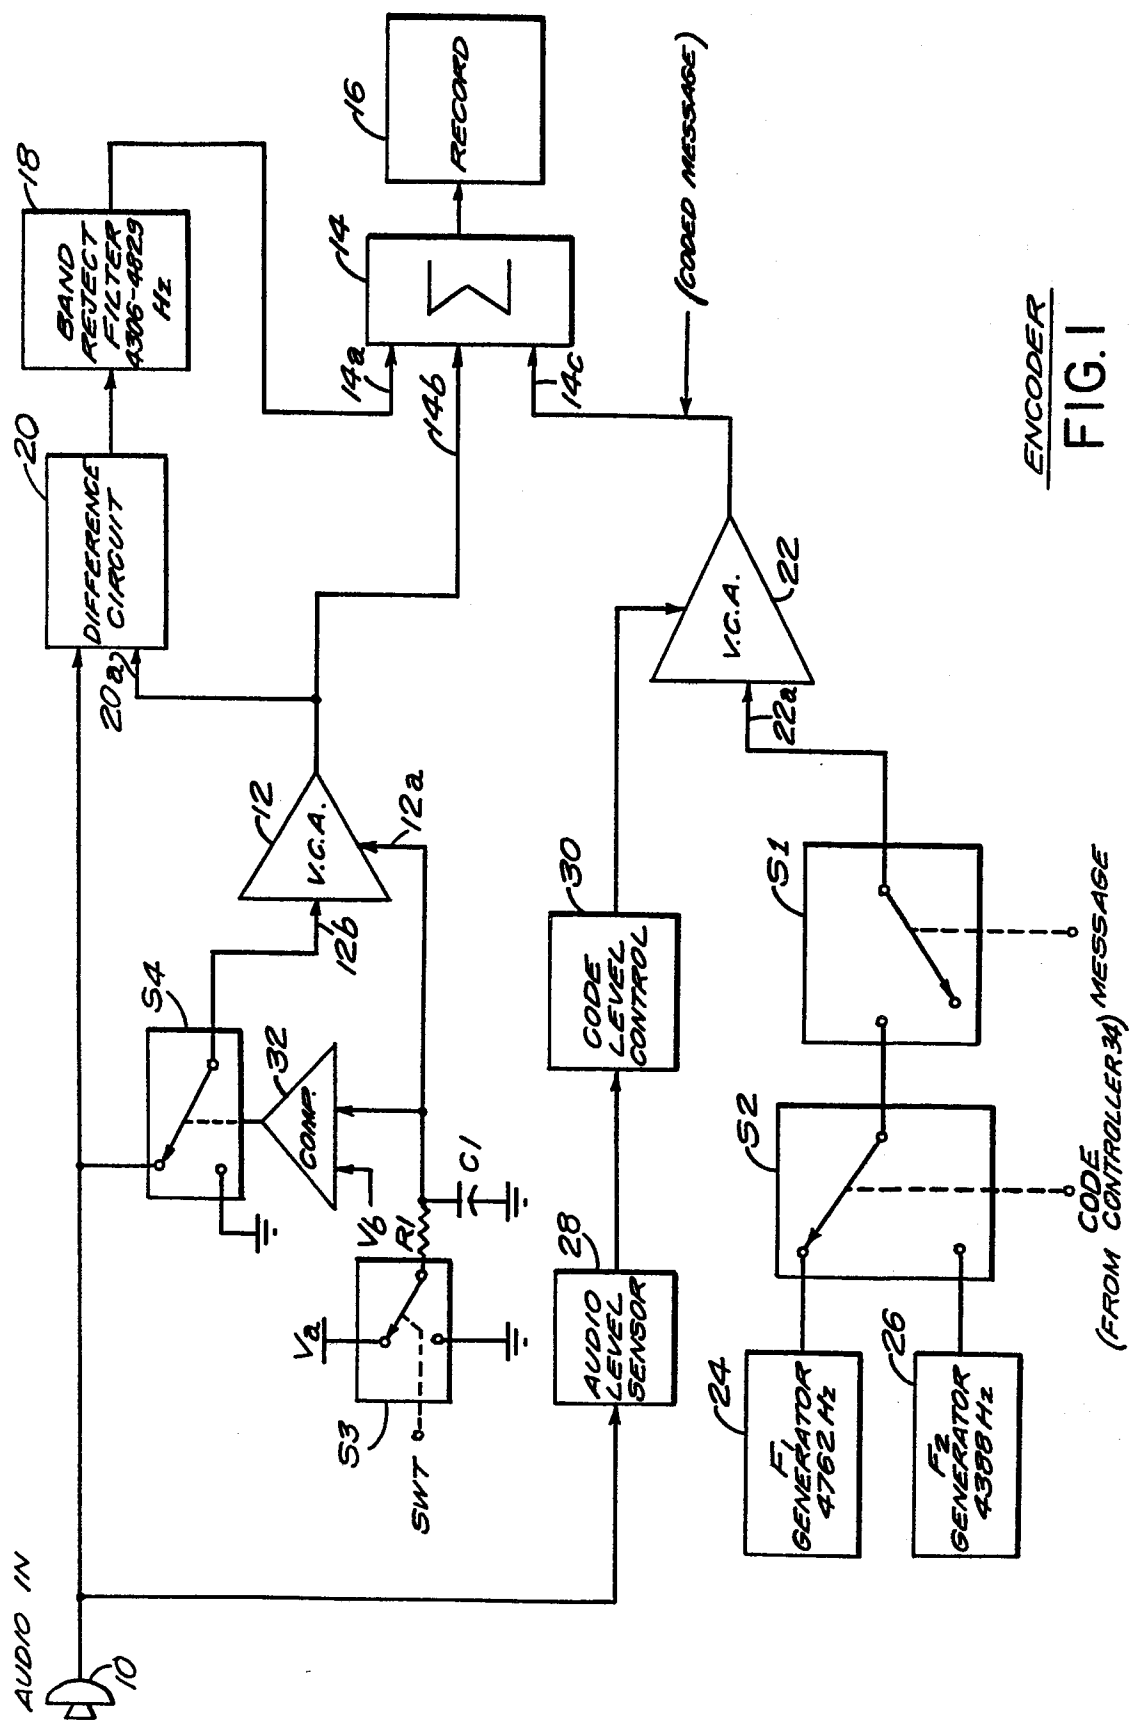 AUDIO IN
10
20
DIFFERENCE
CIRCUIT
20a
18
BAND
REJECT
FILTER
4306-4829
Hz
S4
12
V.C.A.
12a
12b
32
COMP.
Vb
Va
R1
C1
S3
SWT
14
Σ
14a
14b
14c
16
RECORD
(CODED MESSAGE)
28
AUDIO
LEVEL
SENSOR
30
CODE
LEVEL
CONTROL
V.C.A.
22
22a
24
F1
GENERATOR
4762 Hz
26
F2
GENERATOR
4388 Hz
S2
S1
CODE
(FROM CONTROLLER 34)
MESSAGE
ENCODER
FIG. 1